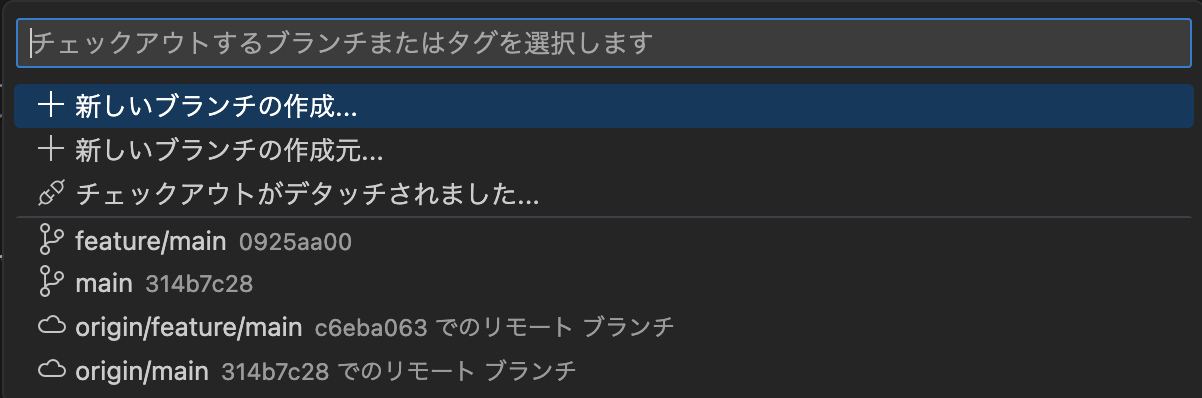 チェックアウトするブランチまたはタグを選択します
新しいブランチの作成...
新しいブランチの作成元...
チェックアウトがデタッチされました...
feature/main 0925aa00
main 314b7c28
origin/feature/main c6eba063 でのリモート ブランチ
origin/main 314b7c28 でのリモート ブランチ